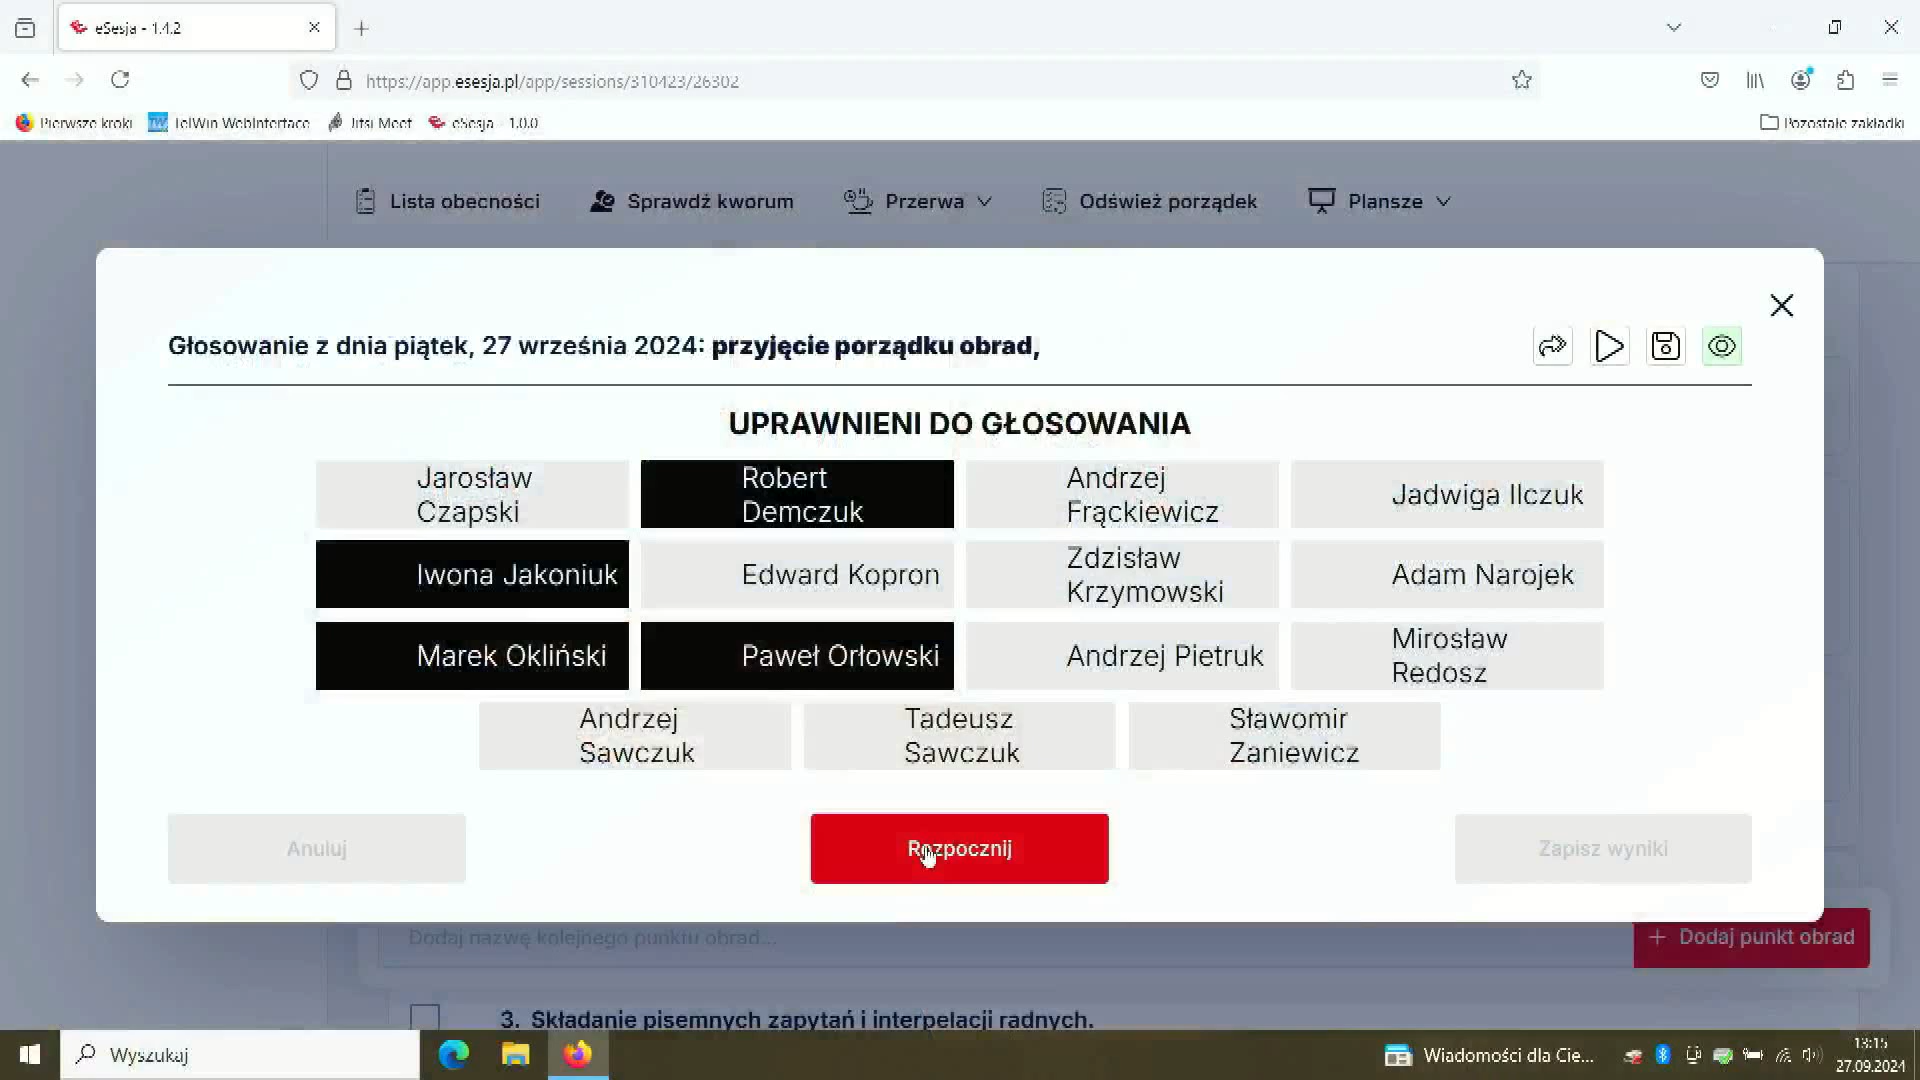 eSesja - 1.4.2
https://app.esesja.pl/app/sessions/310423/26302
Pierwsze kroki
TelWin WebInterface
Jitsi Meet
eSesja - 1.0.0
Pozostałe zakładki
Lista obecności
Sprawdź kworum
Przerwa
Odśwież porządek
Plansze
Głosowanie z dnia piątek, 27 września 2024: przyjęcie porządku obrad,
UPRAWNIENI DO GŁOSOWANIA
Jarosław
Czapski
Robert
Demczuk
Andrzej
Frąckiewicz
Jadwiga Ilczuk
Iwona Jakoniuk
Edward Kopron
Zdzisław
Krzymowski
Adam Narojek
Marek Okliński
Paweł Orłowski
Andrzej Pietruk
Mirosław
Redosz
Andrzej
Sawczuk
Tadeusz
Sawczuk
Sławomir
Zaniewicz
Anuluj
Rozpocznij
Zapisz wyniki
Dodaj nazwę kolejnego punktu obrad...
+ Dodaj punkt obrad
3. Składanie pisemnych zapytań i interpelacji radnych.
Wyszukaj
Wiadomości dla Cie...
13:15
27.09.2024